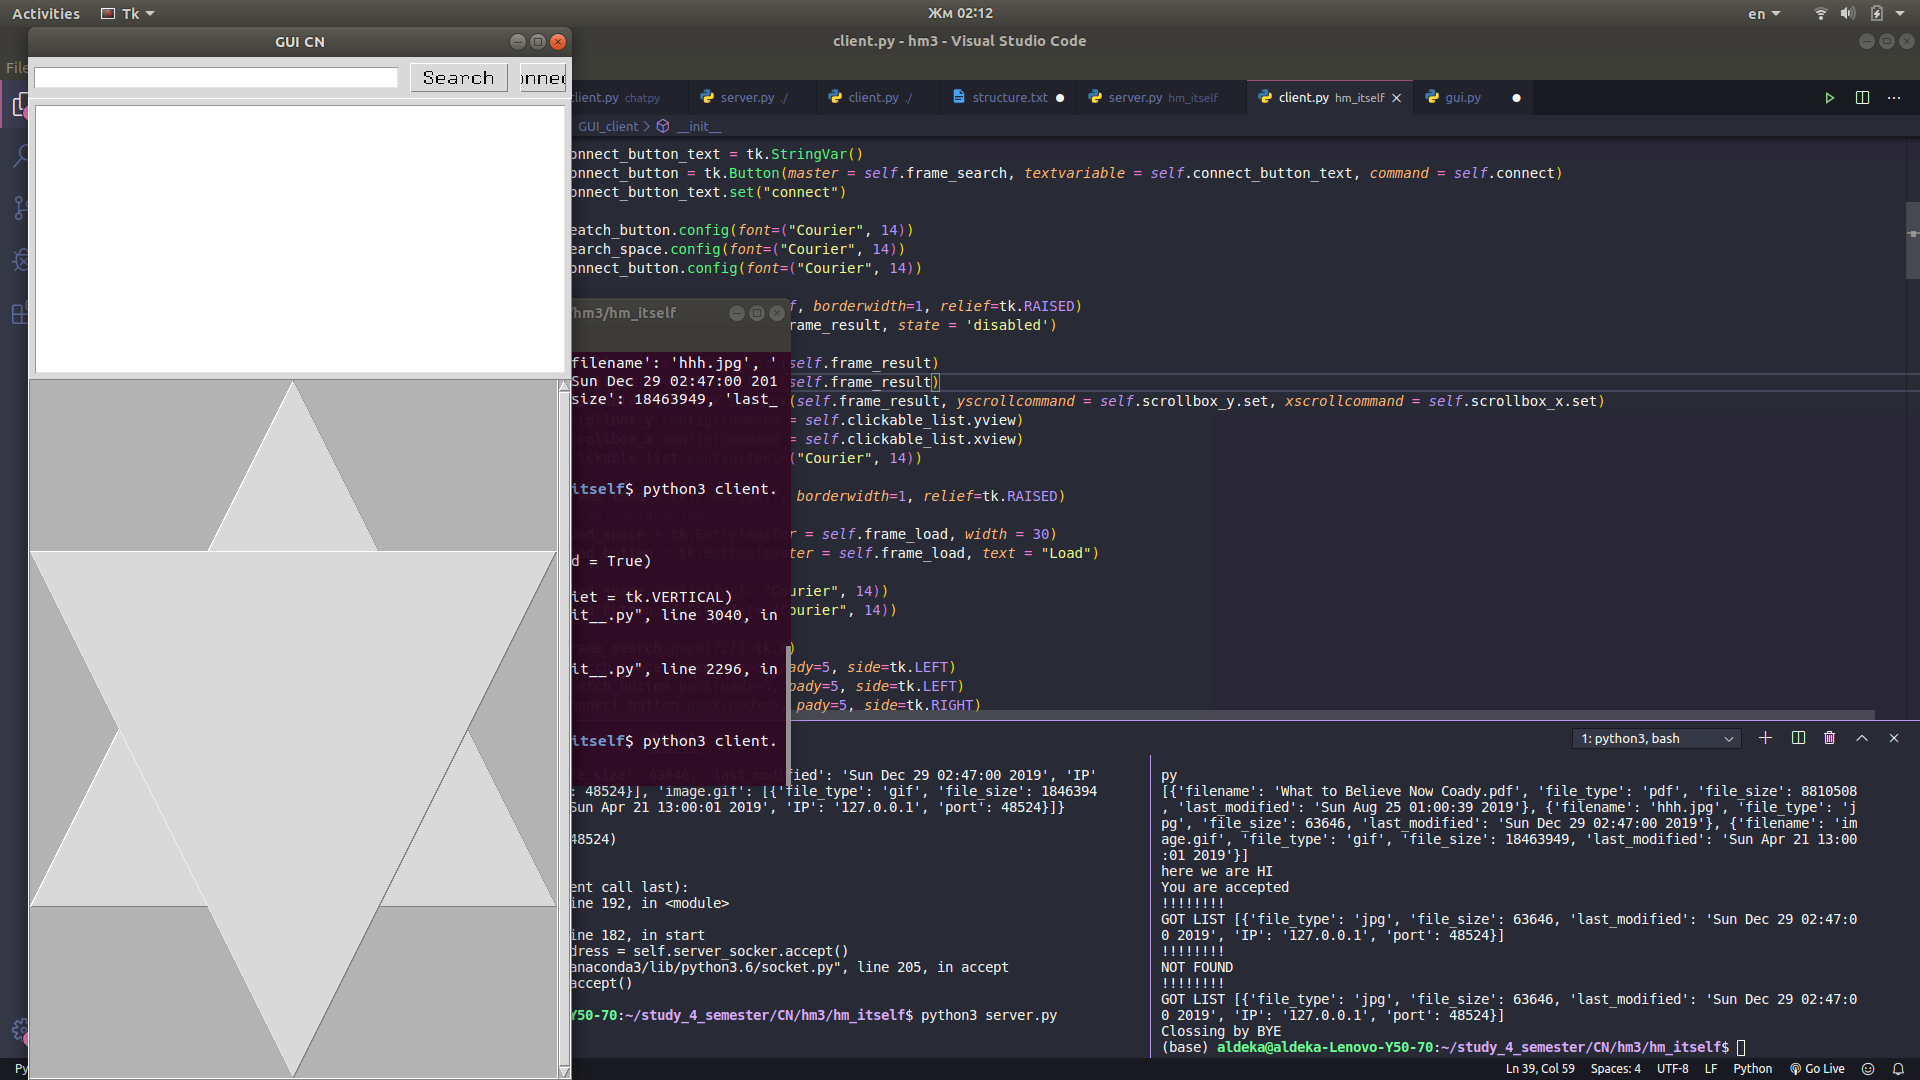 Activities Tk Жм 02:12 en
GUI CN
client.py - hm3 - Visual Studio Code
File
Search
client.py chatpy server.py ./ client.py ./ structure.txt server.py hm_itself client.py hm_itself gui.py
GUI_client > __init__
onnect_button_text = tk.StringVar()
onnect_button = tk.Button(master = self.frame_search, textvariable = self.connect_button_text, command = self.connect)
onnect_button_text.set("connect")
eatch_button.config(font=("Courier", 14))
earch_space.config(font=("Courier", 14))
onnect_button.config(font=("Courier", 14))
f, borderwidth=1, relief=tk.RAISED)
rame_result, state = 'disabled')
self.frame_result)
self.frame_result)
(self.frame_result, yscrollcommand = self.scrollbox_y.set, xscrollcommand = self.scrollbox_x.set)
= self.clickable_list.yview)
= self.clickable_list.xview)
("Courier", 14))
, borderwidth=1, relief=tk.RAISED)
= self.frame_load, width = 30)
= self.frame_load, text = "Load")
ourier", 14))
ourier", 14))
)
ady=5, side=tk.LEFT)
pady=5, side=tk.LEFT)
, pady=5, side=tk.RIGHT)
/hm3/hm_itself
filename': 'hhh.jpg', '
Sun Dec 29 02:47:00 201
size': 18463949, 'last_
itself$ python3 client.
d = True)
iet = tk.VERTICAL)
it__.py", line 3040, in
it__.py", line 2296, in
itself$ python3 client.
1: python3, bash
e_size': 63646, 'last_modified': 'Sun Dec 29 02:47:00 2019', 'IP'
: 48524}], 'image.gif': [{'file_type': 'gif', 'file_size': 1846394
Sun Apr 21 13:00:01 2019', 'IP': '127.0.0.1', 'port': 48524}]}
48524)
ent call last):
ine 192, in <module>
ine 182, in start
dress = self.server_socker.accept()
anaconda3/lib/python3.6/socket.py", line 205, in accept
accept()
Y50-70:~/study_4_semester/CN/hm3/hm_itself$ python3 server.py
py
[{'filename': 'What to Believe Now Coady.pdf', 'file_type': 'pdf', 'file_size': 8810508
, 'last_modified': 'Sun Aug 25 01:00:39 2019'}, {'filename': 'hhh.jpg', 'file_type': 'j
pg', 'file_size': 63646, 'last_modified': 'Sun Dec 29 02:47:00 2019'}, {'filename': 'im
age.gif', 'file_type': 'gif', 'file_size': 18463949, 'last_modified': 'Sun Apr 21 13:00
:01 2019'}]
here we are HI
You are accepted
!!!!!!!!
GOT LIST [{'file_type': 'jpg', 'file_size': 63646, 'last_modified': 'Sun Dec 29 02:47:0
0 2019', 'IP': '127.0.0.1', 'port': 48524}]
!!!!!!!!
NOT FOUND
!!!!!!!!
GOT LIST [{'file_type': 'jpg', 'file_size': 63646, 'last_modified': 'Sun Dec 29 02:47:0
0 2019', 'IP': '127.0.0.1', 'port': 48524}]
Clossing by BYE
(base) aldeka@aldeka-Lenovo-Y50-70:~/study_4_semester/CN/hm3/hm_itself$
Py Ln 39, Col 59 Spaces: 4 UTF-8 LF Python Go Live